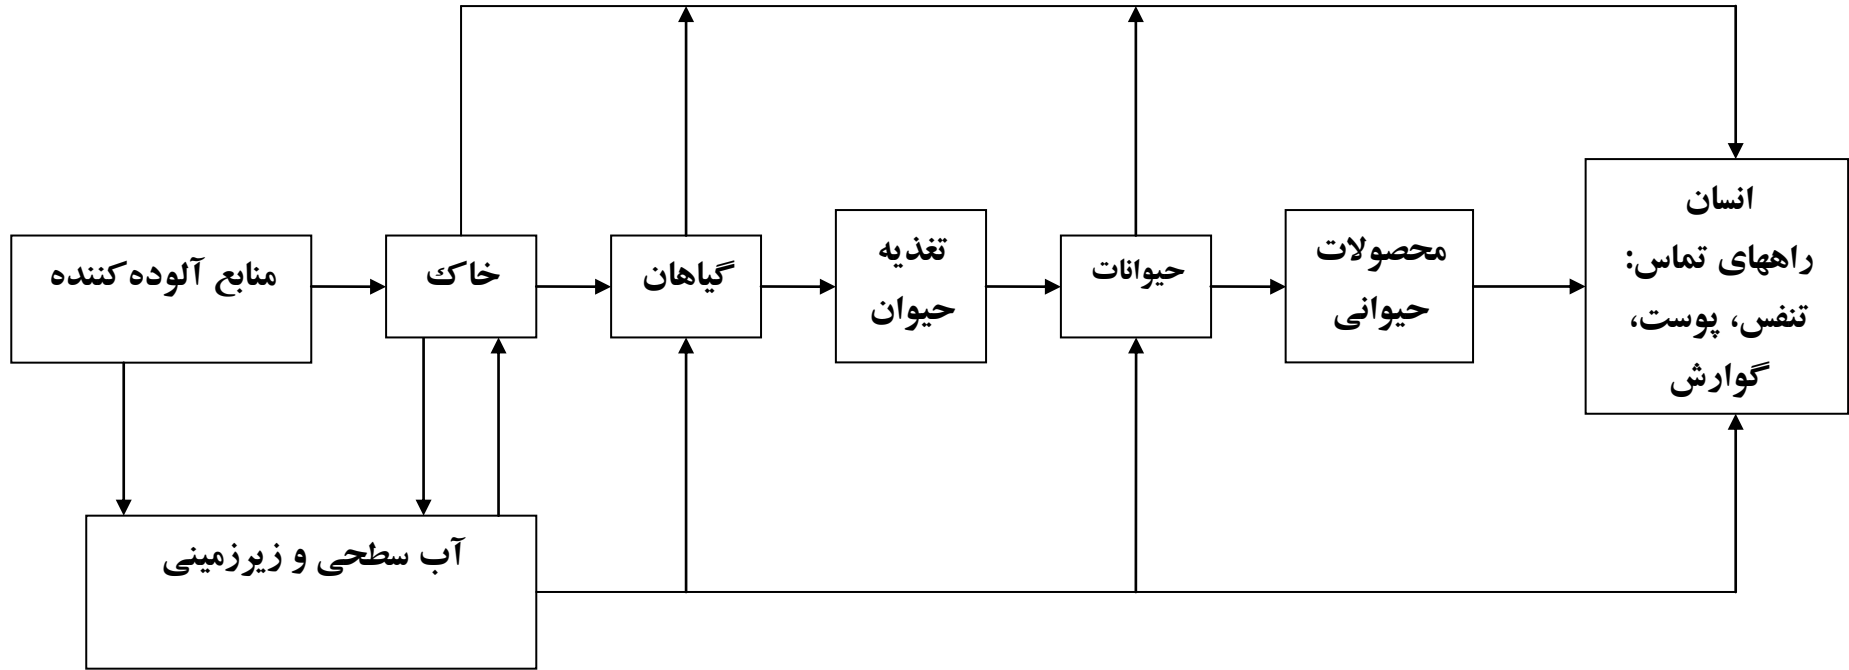 منابع آلوده کننده
خاک
گیاهان
تغذیه
حیوان
حیوانات
محصولات
حیوانی
انسان
راههای تماس:
تنفس، پوست،
گوارش
آب سطحی و زیرزمینی